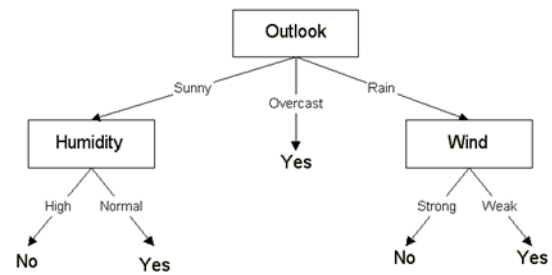 Outlook
Sunny
Overcast
Rain
Humidity
Yes
Wind
High
Normal
Strong
Weak
No
Yes
No
Yes